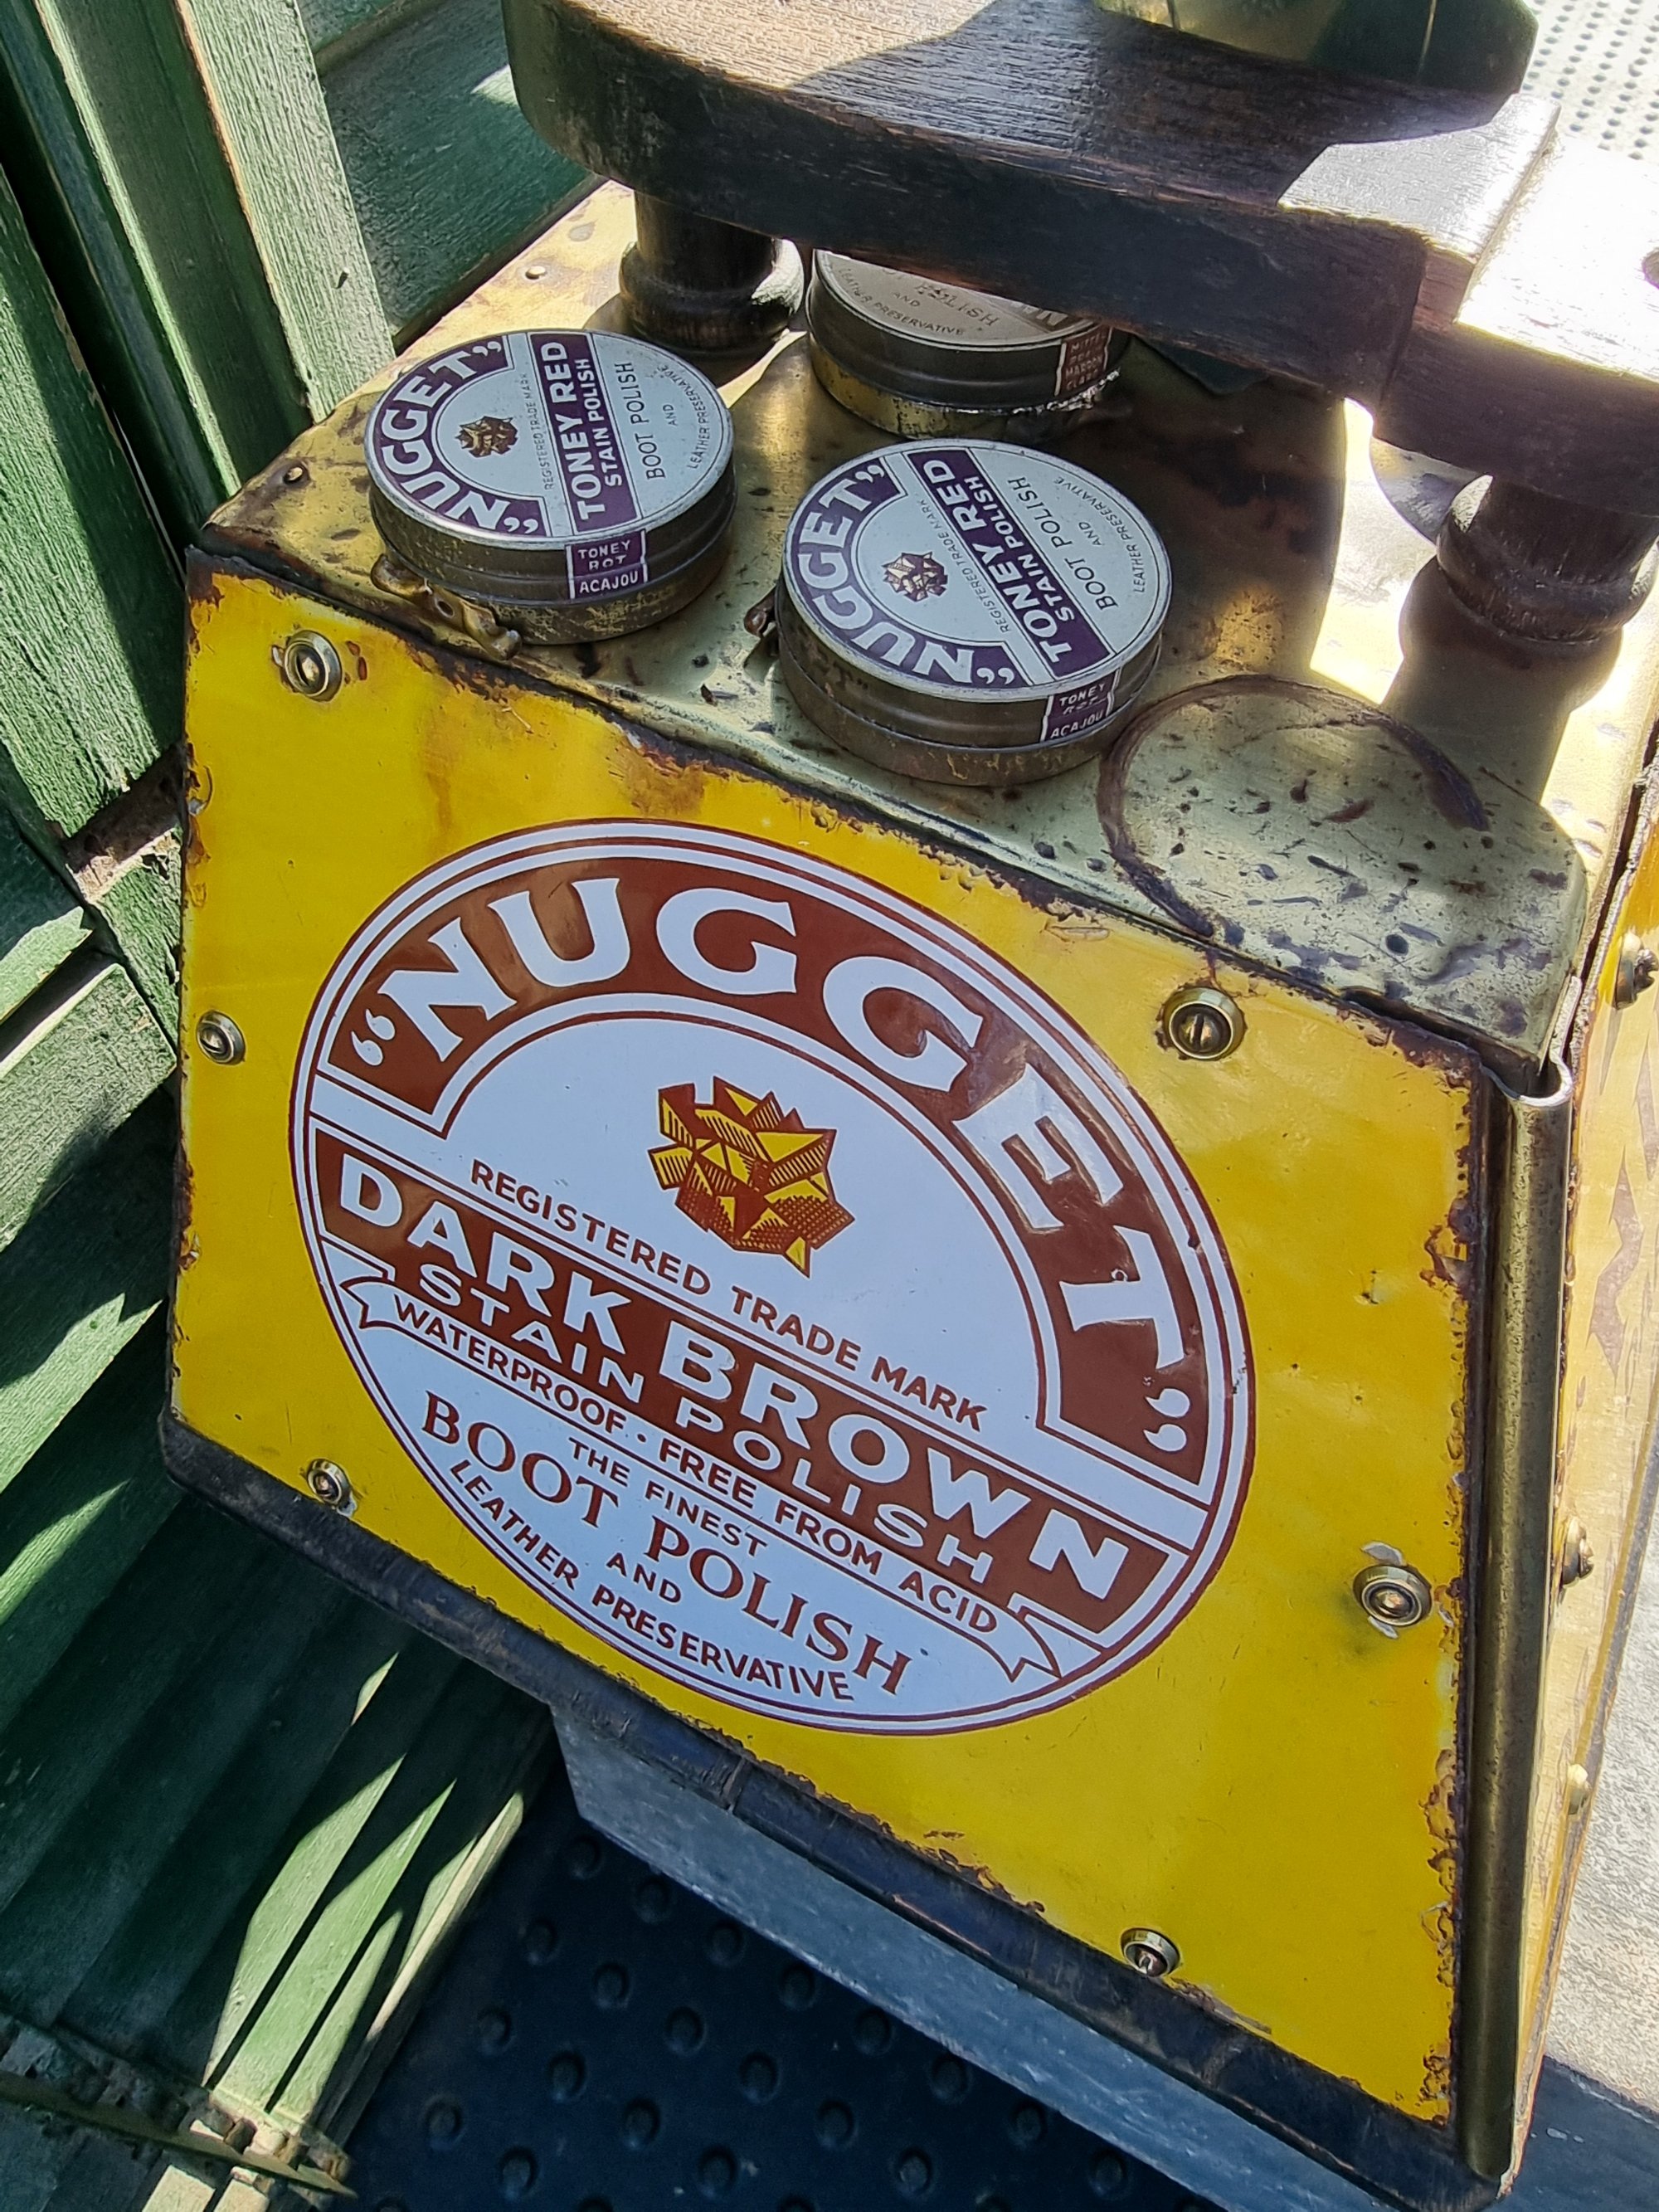 "NUGGET"
REGISTERED TRADE MARK
TONEY RED
STAIN POLISH
BOOT POLISH
AND
LEATHER PRESERVATIVE
TONEY
ROT
ACAJOU
POLISH
AND
LEATHER PRESERVATIVE
"NUGGET"
REGISTERED TRADE MARK
TONEY RED
STAIN POLISH
BOOT POLISH
AND
LEATHER PRESERVATIVE
TONEY
ROT
ACAJOU
"NUGGET"
REGISTERED TRADE MARK
DARK BROWN
STAIN POLISH
WATERPROOF · FREE FROM ACID
THE FINEST
BOOT POLISH
AND
LEATHER PRESERVATIVE